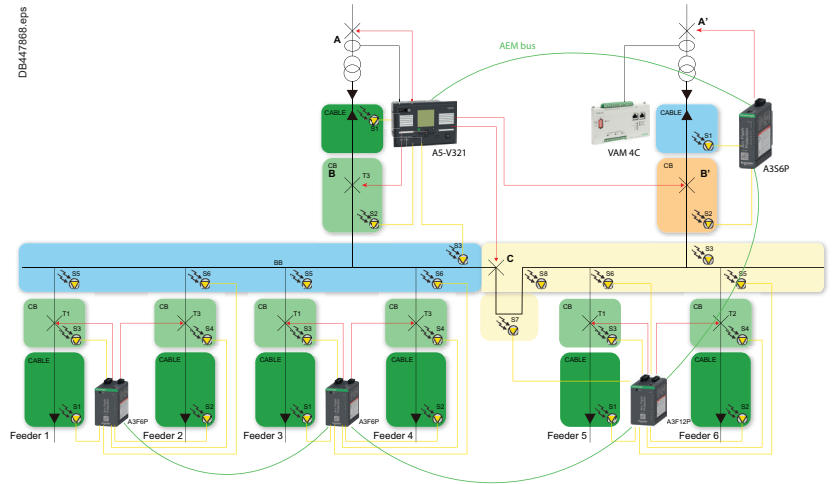 DB447868.eps
A
A'
AEM bus
CABLE
S1
A5-V321
VAM 4C
CABLE
S1
A3S6P
CB
B
T3
S2
CB
B'
S2
S3
S3
BB
C
S5
S6
S5
S6
S8
S6
S5
CB
T1
S3
CB
T3
S4
CB
T1
S3
CB
T3
S4
S7
CB
T1
S3
CB
T2
S4
CABLE
S1
CABLE
S2
CABLE
S1
CABLE
S2
CABLE
S1
CABLE
S2
A3F6P
A3F6P
A3F12P
Feeder 1
Feeder 2
Feeder 3
Feeder 4
Feeder 5
Feeder 6